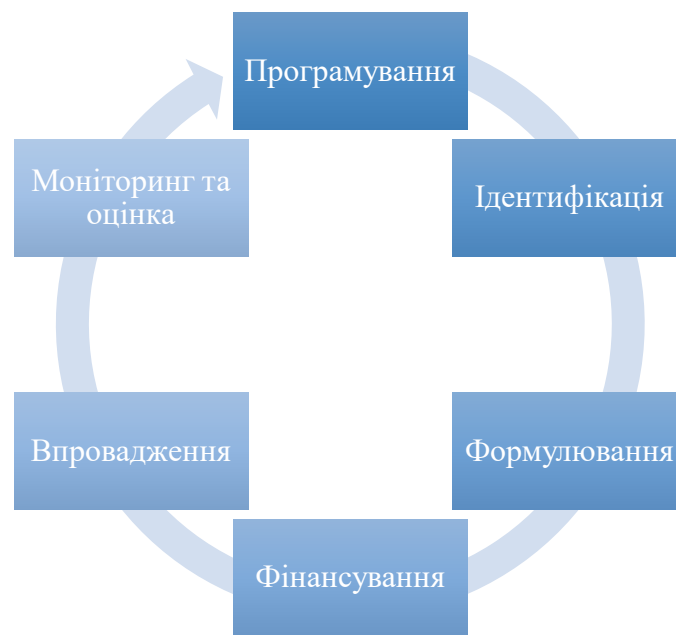 Програмування
Ідентифікація
Формулювання
Фінансування
Впровадження
Моніторинг та
оцінка